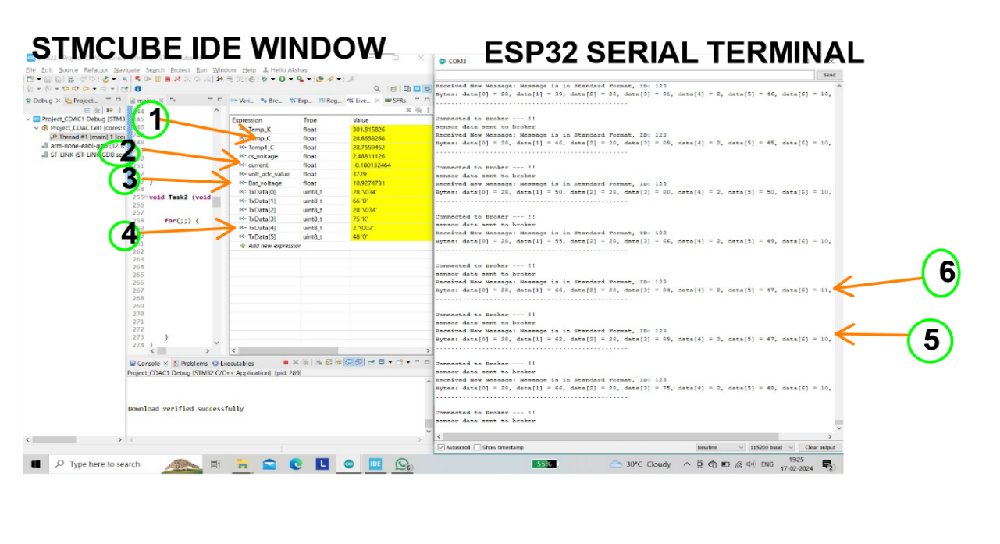 STMCUBE IDE WINDOW
ESP32 SERIAL TERMINAL
File Edit Source Refactor Navigate Search Project Run Window Help Hello Akshay
Debug × Project...
Vari... Bre... Exp... Reg... Live... × SFRs
Project_CDAC1 Debug [STM3
Project_CDAC1.elf [cores: 
Thread #1 [main] 1 [co
arm-none-eabi-gdb (12.1.
ST-LINK (ST-LINK GDB se
1
2
3
4
251
254
255 void Task2 (void
256
257
258 for(;;) {
262
263
264
265
266
267
268
269
270
271
272
273 }
274 }
Expression Type Value
Temp_K float 301.815826
Temp_C float 28.6658268
Temp1_C float 28.7559452
cs_voltage float 2.48811126
current float -0.180132464
volt_adc_value float 3729
Bat_voltage float 10.9274731
TxData[0] uint8_t 28 '\034'
TxData[1] uint8_t 66 'B'
TxData[2] uint8_t 28 '\034'
TxData[3] uint8_t 75 'K'
TxData[4] uint8_t 2 '\002'
TxData[5] uint8_t 48 '0'
Add new expression
Console × Problems Executables
Project_CDAC1 Debug [STM32 C/C++ Application] [pid: 289]
Download verified successfully
COM3
Send
Received New Message: Message is in Standard Format, ID: 123
Bytes: data[0] = 28, data[1] = 39, data[2] = 28, data[3] = 91, data[4] = 2, data[5] = 46, data[6] = 10,
--------------------------------------------
Connected to Broker --- !!
sensor data sent to broker
Received New Message: Message is in Standard Format, ID: 123
Bytes: data[0] = 28, data[1] = 46, data[2] = 28, data[3] = 85, data[4] = 2, data[5] = 45, data[6] = 10,
--------------------------------------------
Connected to Broker --- !!
sensor data sent to broker
Received New Message: Message is in Standard Format, ID: 123
Bytes: data[0] = 28, data[1] = 50, data[2] = 28, data[3] = 80, data[4] = 2, data[5] = 50, data[6] = 10,
--------------------------------------------
Connected to Broker --- !!
sensor data sent to broker
Received New Message: Message is in Standard Format, ID: 123
Bytes: data[0] = 28, data[1] = 55, data[2] = 28, data[3] = 66, data[4] = 2, data[5] = 49, data[6] = 10,
--------------------------------------------
Connected to Broker --- !!
sensor data sent to broker
Received New Message: Message is in Standard Format, ID: 123
Bytes: data[0] = 28, data[1] = 66, data[2] = 28, data[3] = 84, data[4] = 2, data[5] = 47, data[6] = 11,
--------------------------------------------
Connected to Broker --- !!
sensor data sent to broker
Received New Message: Message is in Standard Format, ID: 123
Bytes: data[0] = 28, data[1] = 62, data[2] = 28, data[3] = 85, data[4] = 2, data[5] = 47, data[6] = 10,
--------------------------------------------
Connected to Broker --- !!
sensor data sent to broker
Received New Message: Message is in Standard Format, ID: 123
Bytes: data[0] = 28, data[1] = 66, data[2] = 28, data[3] = 75, data[4] = 2, data[5] = 48, data[6] = 10,
--------------------------------------------
Connected to Broker --- !!
sensor data sent to broker
Autoscroll Show timestamp Newline 115200 baud Clear output
6
5
Type here to search
L
IDE
55%
30°C Cloudy
ENG
19:25
17-02-2024
2